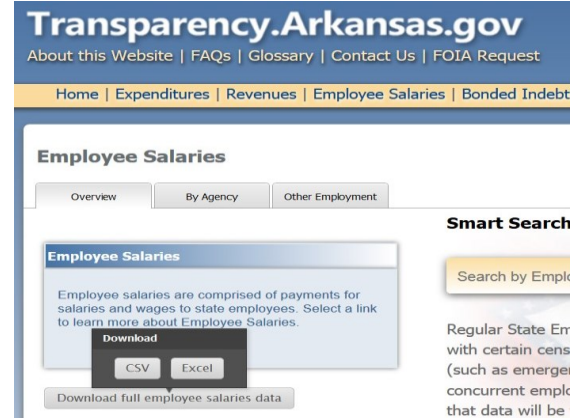 Transparency.Arkansas.gov
About this Website | FAQs | Glossary | Contact Us | FOIA Request
Home | Expenditures | Revenues | Employee Salaries | Bonded Indebt
Employee Salaries
Overview
By Agency
Other Employment
Employee Salaries
Employee salaries are comprised of payments for
salaries and wages to state employees. Select a link
to learn more about Employee Salaries.
Download
CSV
Excel
Download full employee salaries data
Smart Search
Search by Emplo
Regular State Em
with certain cens
(such as emerge
concurrent emplo
that data will be